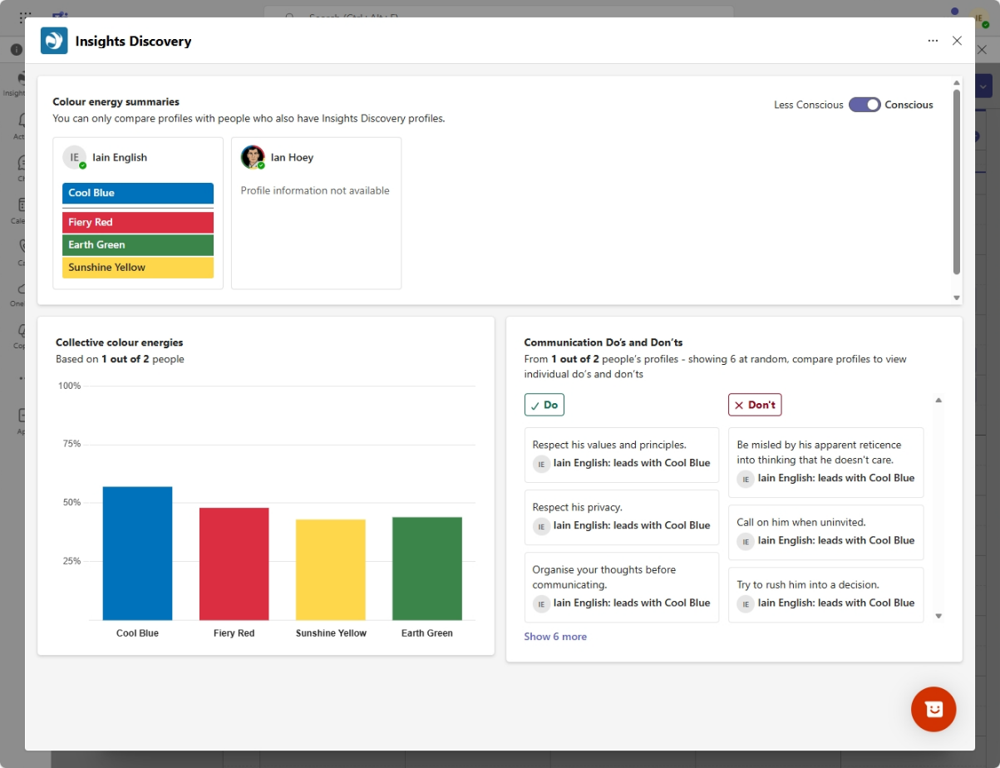 Search (Ctrl+Alt+E)
IE
Insights Discovery
Colour energy summaries
You can only compare profiles with people who also have Insights Discovery profiles.
Less Conscious
Conscious
IE
Iain English
Cool Blue
Fiery Red
Earth Green
Sunshine Yellow
Ian Hoey
Profile information not available
Collective colour energies
Based on 1 out of 2 people
100%
75%
50%
25%
Cool Blue
Fiery Red
Sunshine Yellow
Earth Green
Communication Do’s and Don’ts
From 1 out of 2 people’s profiles - showing 6 at random, compare profiles to view
individual do’s and don’ts
Do
Respect his values and principles.
IE Iain English: leads with Cool Blue
Respect his privacy.
IE Iain English: leads with Cool Blue
Organise your thoughts before
communicating.
IE Iain English: leads with Cool Blue
Don't
Be misled by his apparent reticence
into thinking that he doesn't care.
IE Iain English: leads with Cool Blue
Call on him when uninvited.
IE Iain English: leads with Cool Blue
Try to rush him into a decision.
IE Iain English: leads with Cool Blue
Show 6 more